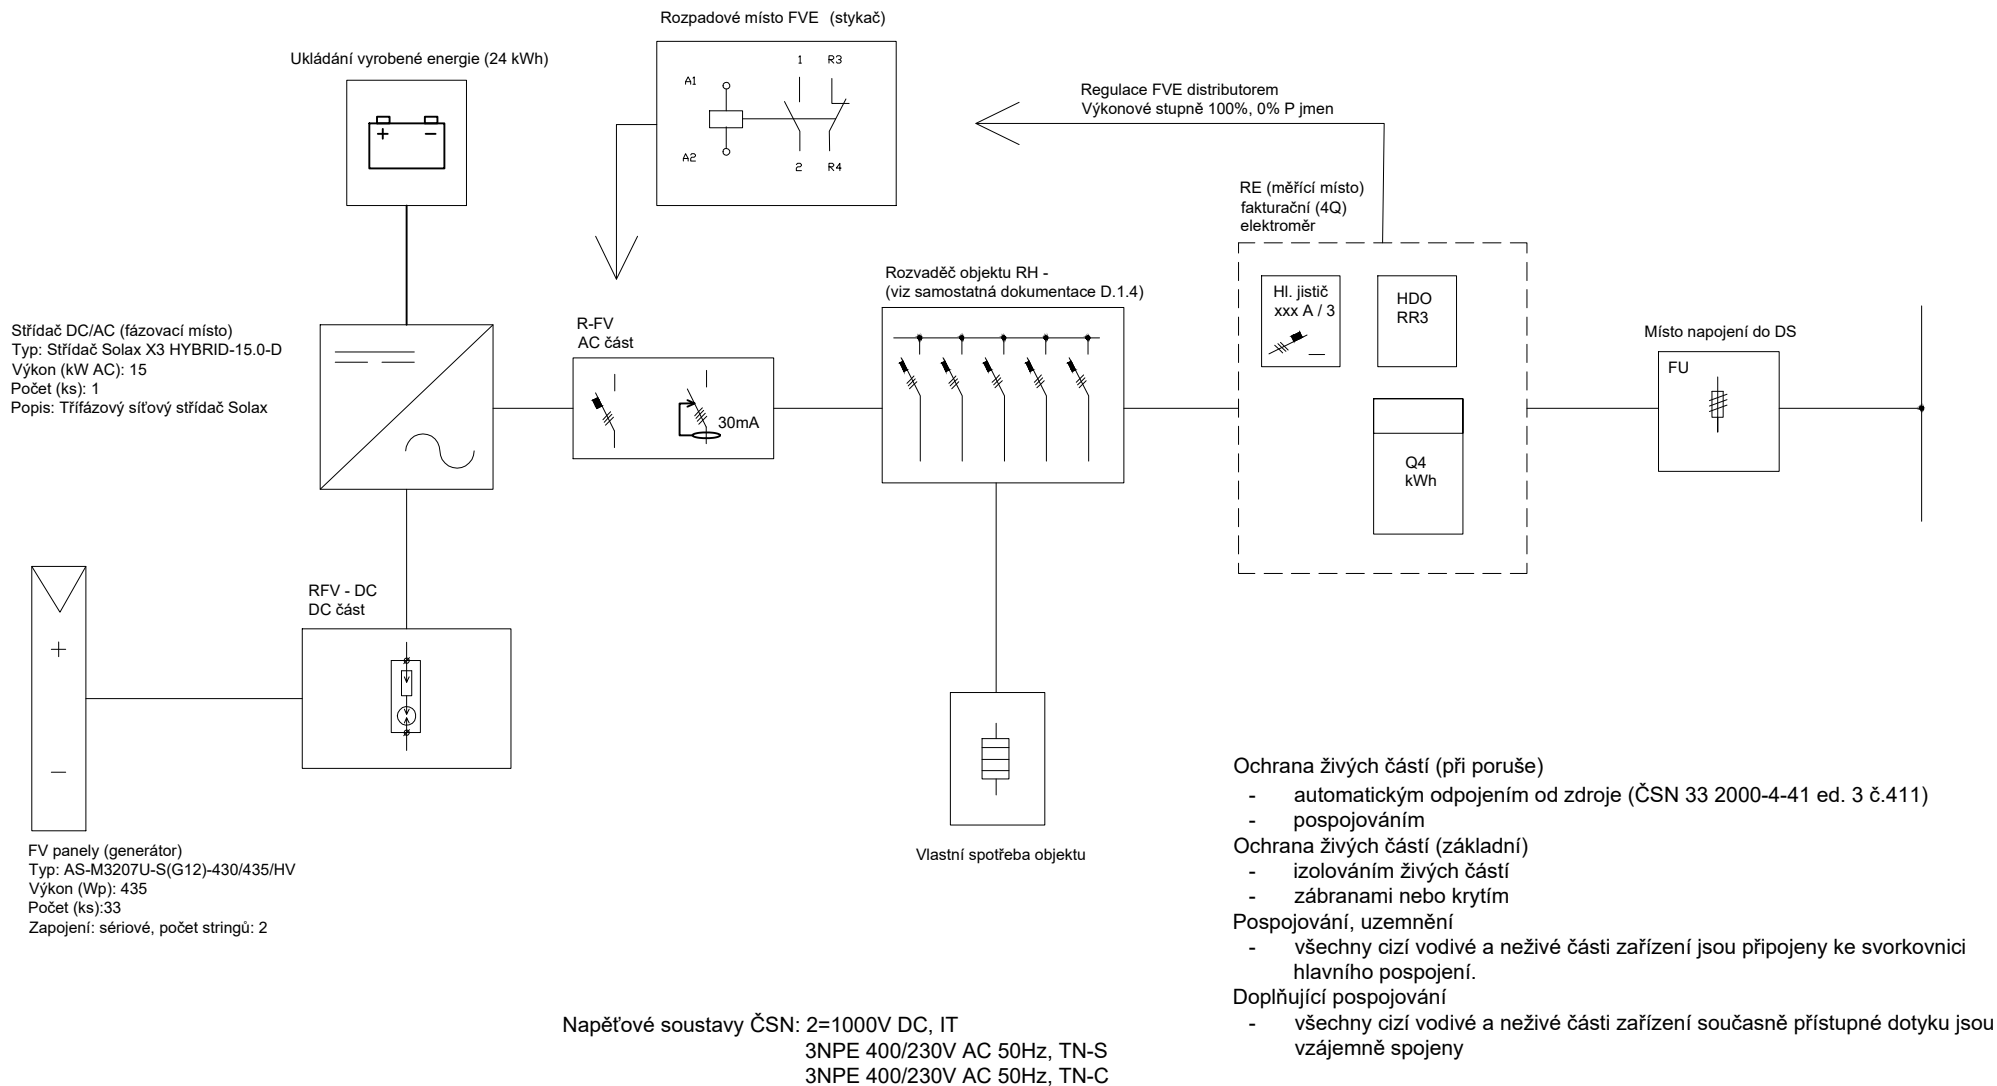 Rozpadové místo FVE (stykač)
A1
A2
1
R3
2
R4
Ukládání vyrobené energie (24 kWh)
+
−
Regulace FVE distributorem
Výkonové stupně 100%, 0% P jmen
RE (měřící místo)
fakturační (4Q)
elektroměr
Hl. jistič
xxx A / 3
HDO
RR3
Q4
kWh
Místo napojení do DS
FU
Rozvaděč objektu RH -
(viz samostatná dokumentace D.1.4)
R-FV
AC část
30mA
Střídač DC/AC (fázovací místo)
Typ: Střídač Solax X3 HYBRID-15.0-D
Výkon (kW AC): 15
Počet (ks): 1
Popis: Třífázový síťový střídač Solax
RFV - DC
DC část
+
−
FV panely (generátor)
Typ: AS-M3207U-S(G12)-430/435/HV
Výkon (Wp): 435
Počet (ks):33
Zapojení: sériové, počet stringů: 2
Vlastní spotřeba objektu
Ochrana živých částí (při poruše)
- automatickým odpojením od zdroje (ČSN 33 2000-4-41 ed. 3 č.411)
- pospojováním
Ochrana živých částí (základní)
- izolováním živých částí
- zábranami nebo krytím
Pospojování, uzemnění
- všechny cizí vodivé a neživé části zařízení jsou připojeny ke svorkovnici
hlavního pospojení.
Doplňující pospojování
- všechny cizí vodivé a neživé části zařízení současně přístupné dotyku jsou
vzájemně spojeny
Napěťové soustavy ČSN: 2=1000V DC, IT
3NPE 400/230V AC 50Hz, TN-S
3NPE 400/230V AC 50Hz, TN-C